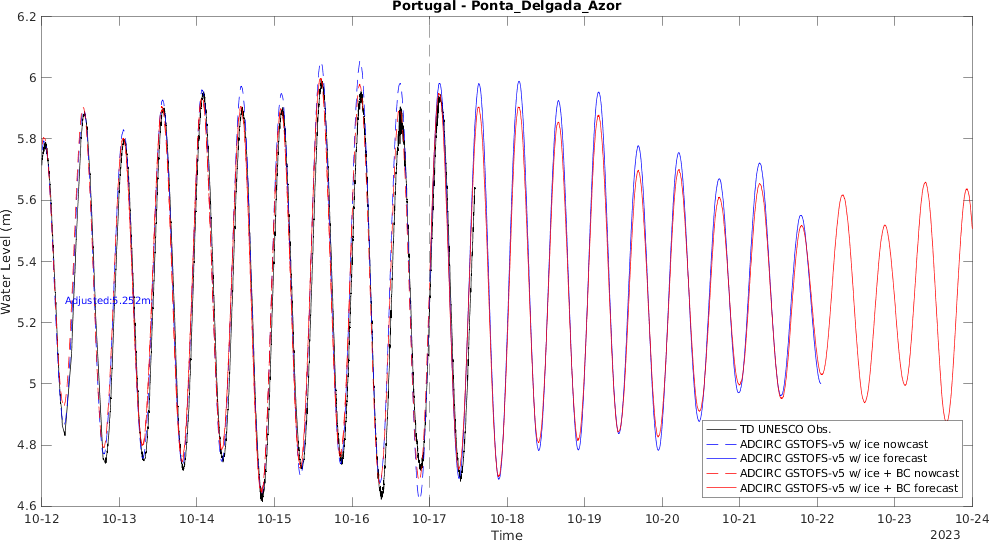 Portugal - Ponta_Delgada_Azor
6.2
6
5.8
5.6
5.4
5.2
5
4.8
4.6
Water Level (m)
Adjusted:5.252m
TD UNESCO Obs.
ADCIRC GSTOFS-v5 w/ ice nowcast
ADCIRC GSTOFS-v5 w/ ice forecast
ADCIRC GSTOFS-v5 w/ ice + BC nowcast
ADCIRC GSTOFS-v5 w/ ice + BC forecast
10-12 10-13 10-14 10-15 10-16 10-17 10-18 10-19 10-20 10-21 10-22 10-23 10-24
Time
2023